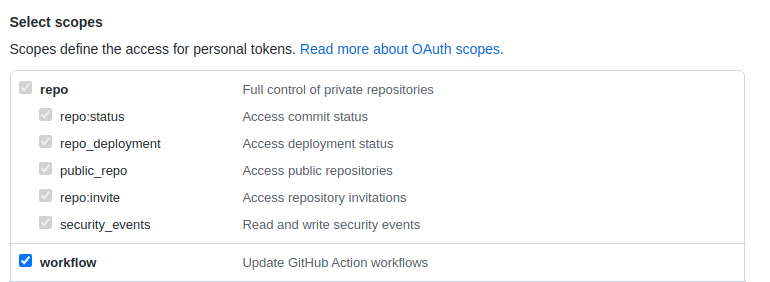 Select scopes
Scopes define the access for personal tokens. Read more about OAuth scopes.
repo Full control of private repositories
repo:status Access commit status
repo_deployment Access deployment status
public_repo Access public repositories
repo:invite Access repository invitations
security_events Read and write security events
workflow Update GitHub Action workflows